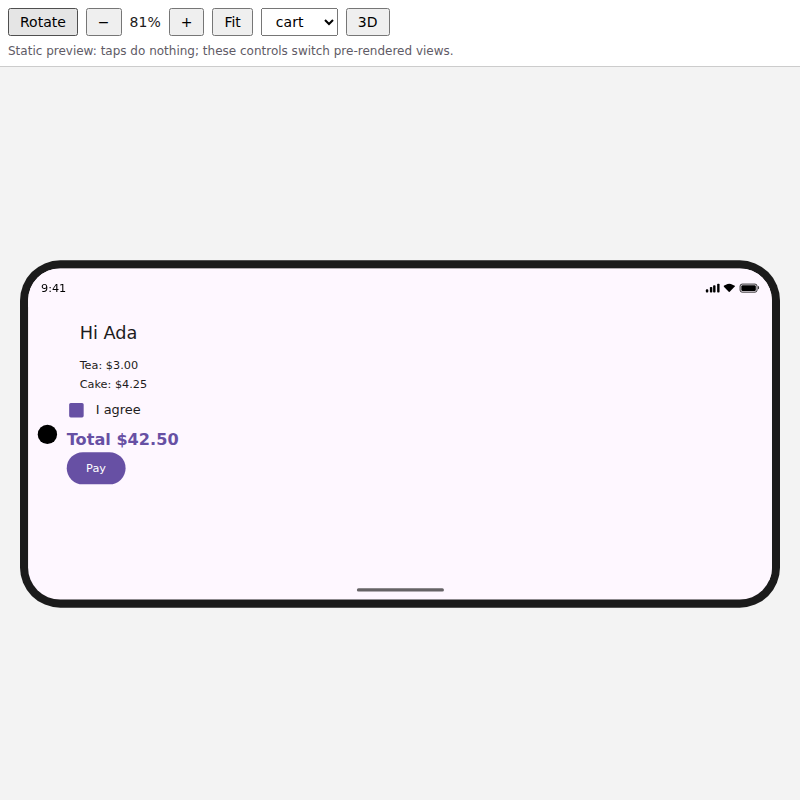 Rotate − 81% + Fit cart 3D
Static preview: taps do nothing; these controls switch pre-rendered views.
9:41
Hi Ada
Tea: $3.00
Cake: $4.25
I agree
Total $42.50
Pay